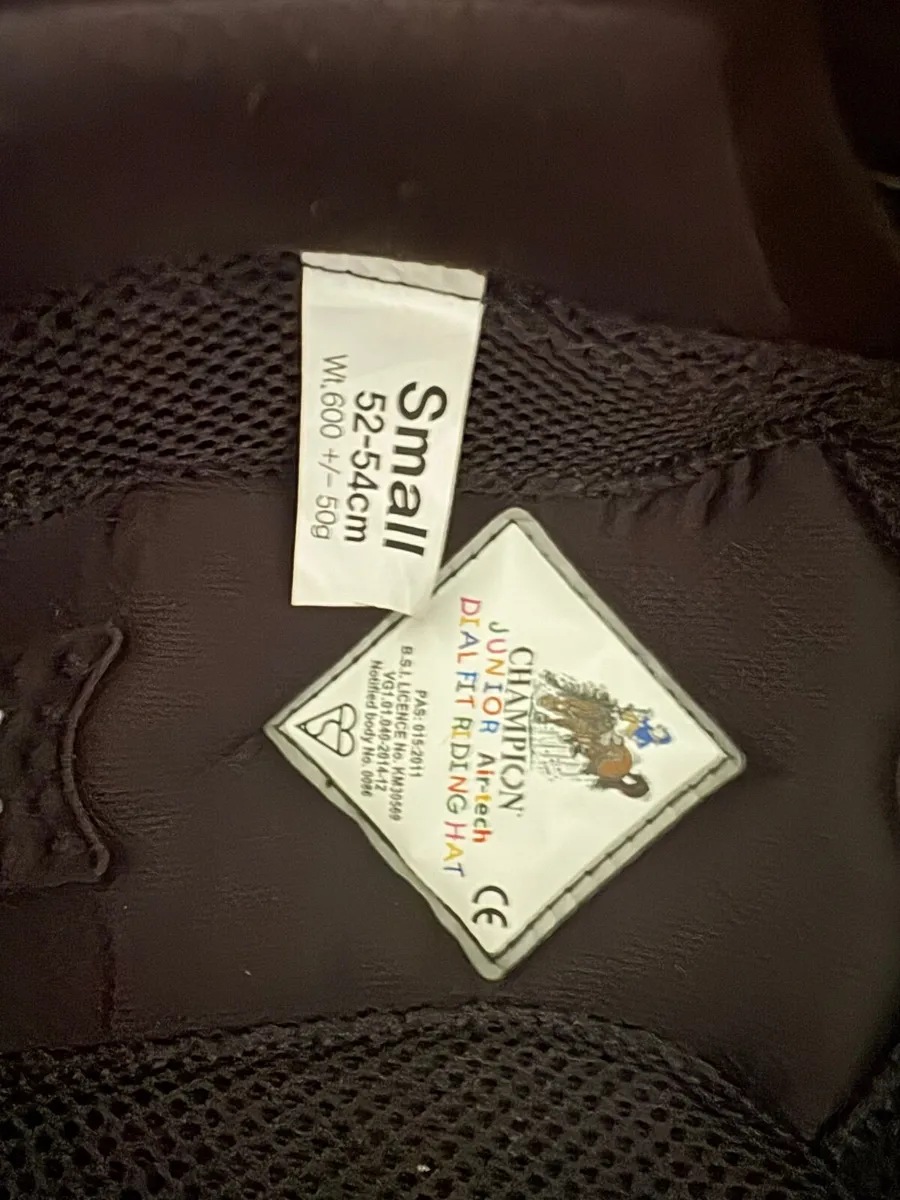 Small
52-54cm
Wt.600 +/- 50g
CHAMPION
JUNIOR Air-tech
DIAL FIT RIDING HAT
CE
PAS: 015:2011
B.S.I. LICENCE No. KM30569
VG1.01.040-2014-12
Notified body No. 0086